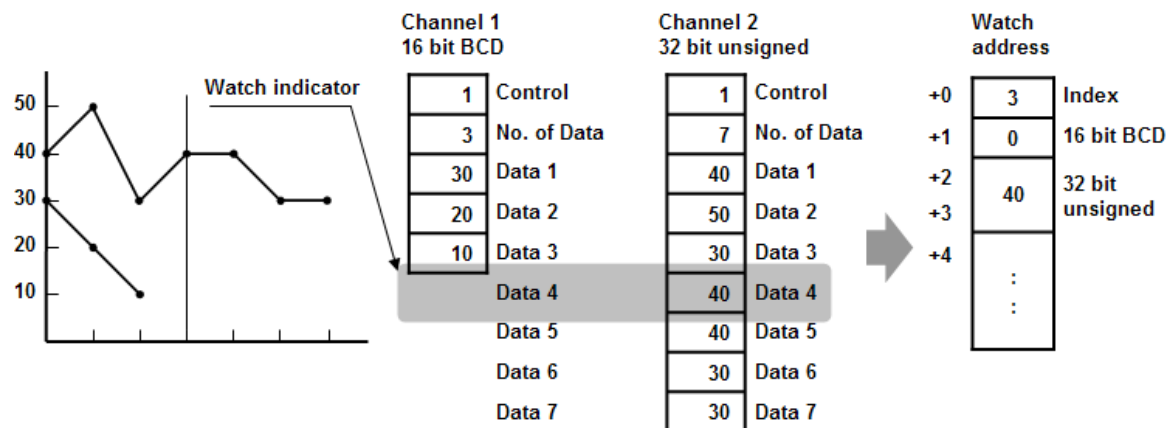 Channel 1
16 bit BCD
Channel 2
32 bit unsigned
Watch
address
Watch indicator
50
40
30
20
10
1 Control
3 No. of Data
30 Data 1
20 Data 2
10 Data 3
Data 4
Data 5
Data 6
Data 7
1 Control
7 No. of Data
40 Data 1
50 Data 2
30 Data 3
40 Data 4
40 Data 5
30 Data 6
30 Data 7
+0 3 Index
+1 0 16 bit BCD
+2
40 32 bit
unsigned
+3
+4
:
: